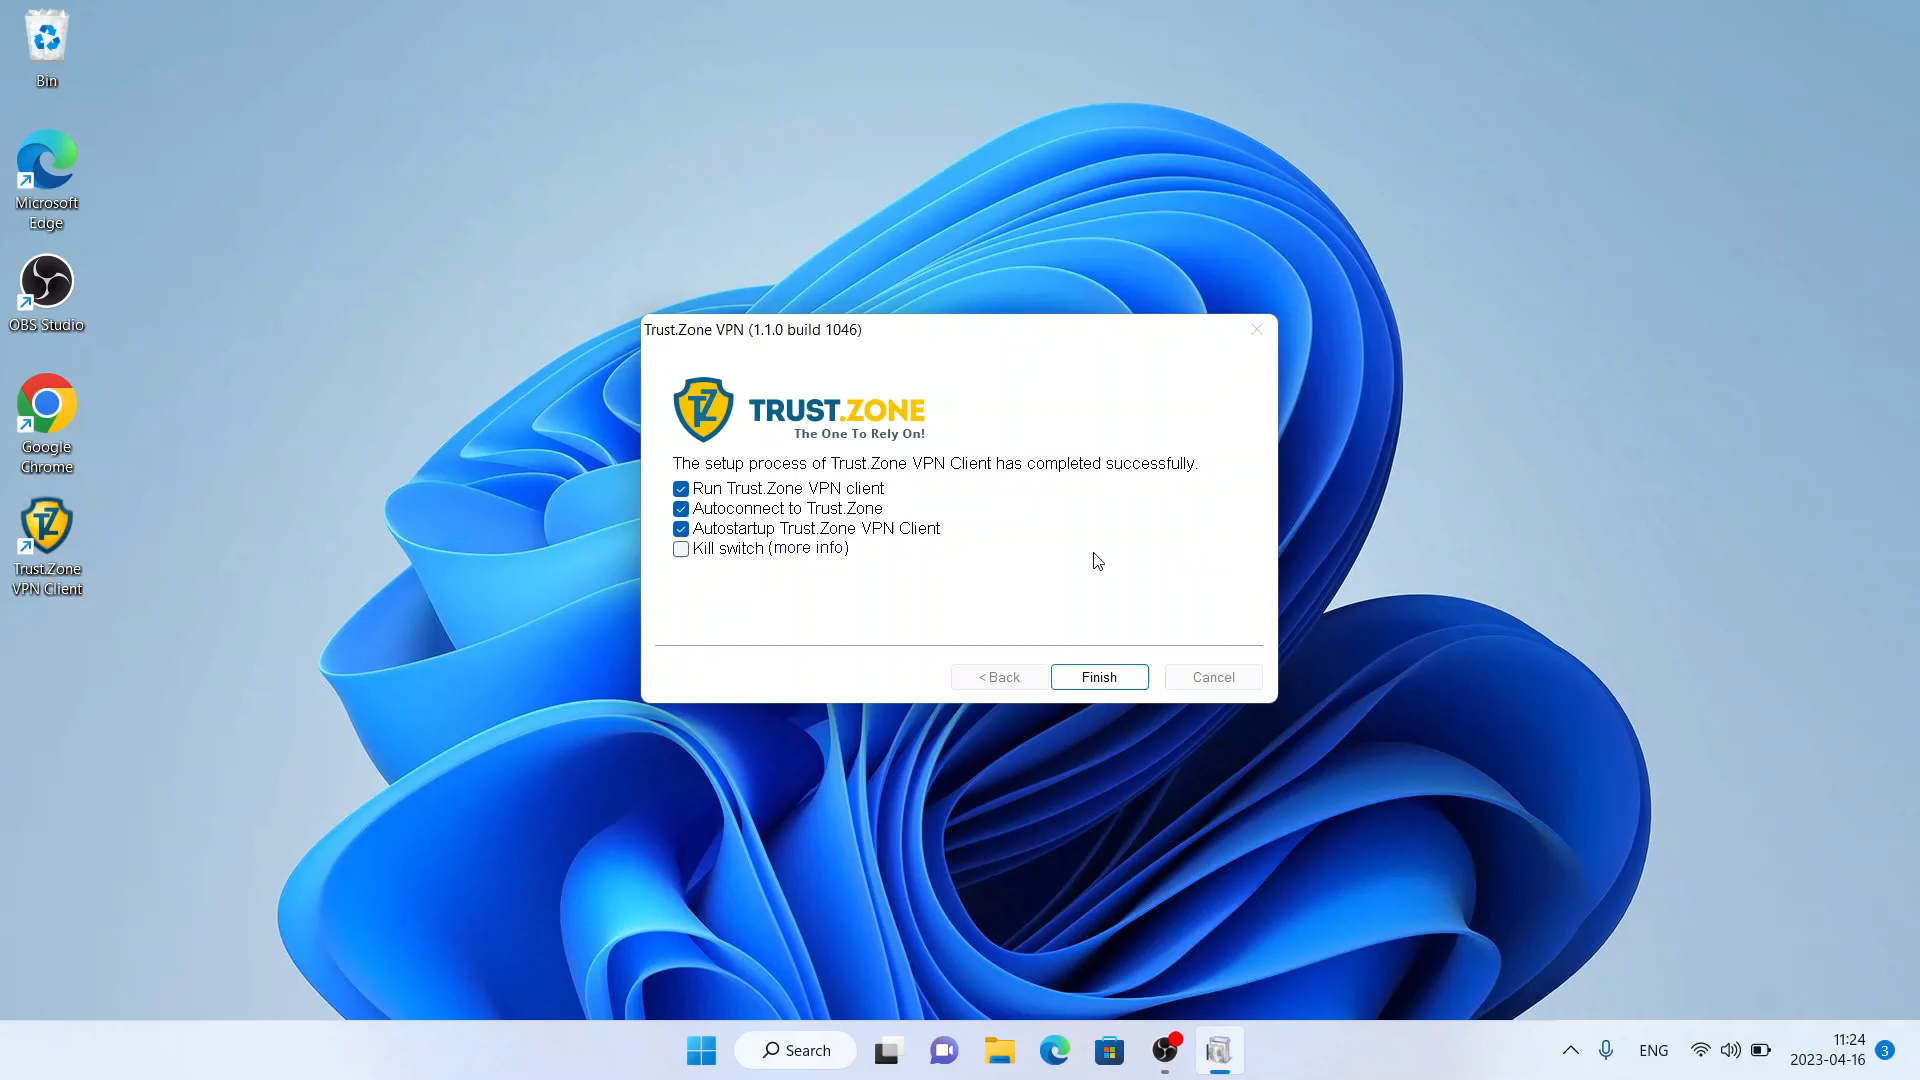 Bin
Microsoft
Edge
OBS Studio
Google
Chrome
TZ
Trust.Zone
VPN Client
Trust.Zone VPN (1.1.0 build 1046)
TZ
TRUST.ZONE
The One To Rely On!
The setup process of Trust.Zone VPN Client has completed successfully.
Run Trust.Zone VPN client
Autoconnect to Trust.Zone
Autostartup Trust.Zone VPN Client
Kill switch (more info)
< Back
Finish
Cancel
Search
ENG
11:24
2023-04-16
3